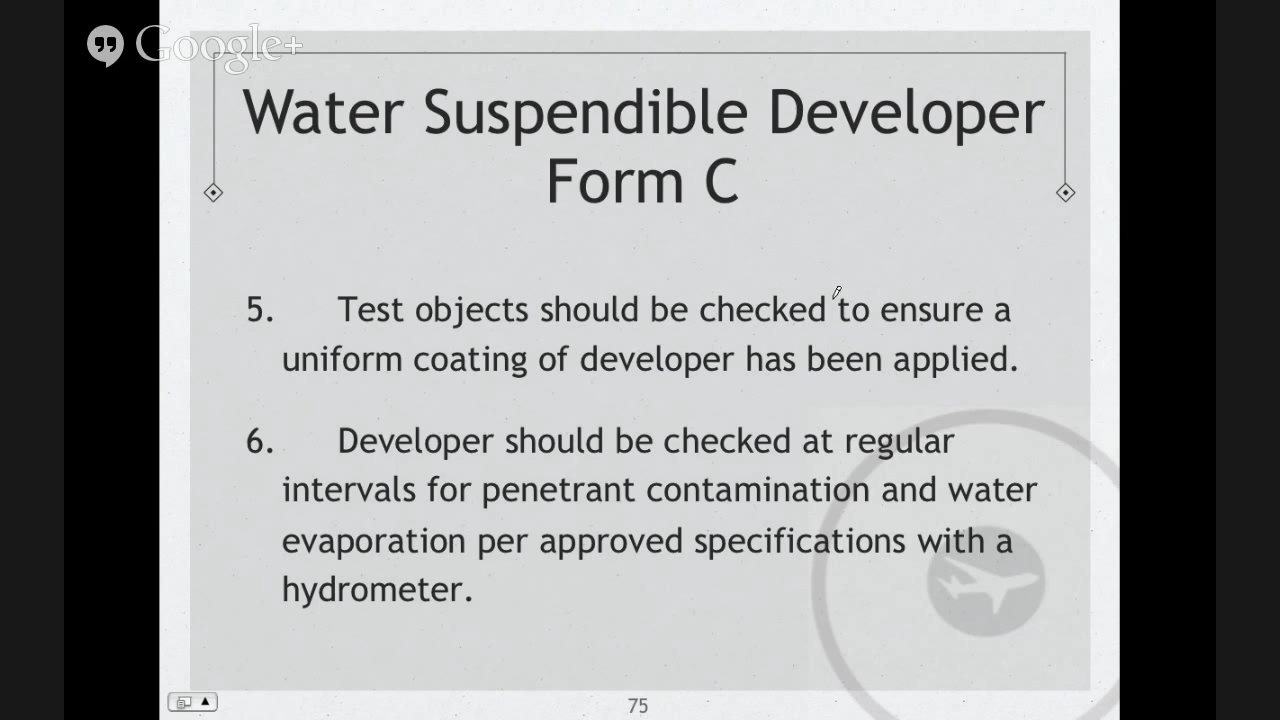 Google+
Water Suspendible Developer
Form C
5. Test objects should be checked to ensure a
uniform coating of developer has been applied.
6. Developer should be checked at regular
intervals for penetrant contamination and water
evaporation per approved specifications with a
hydrometer.
75